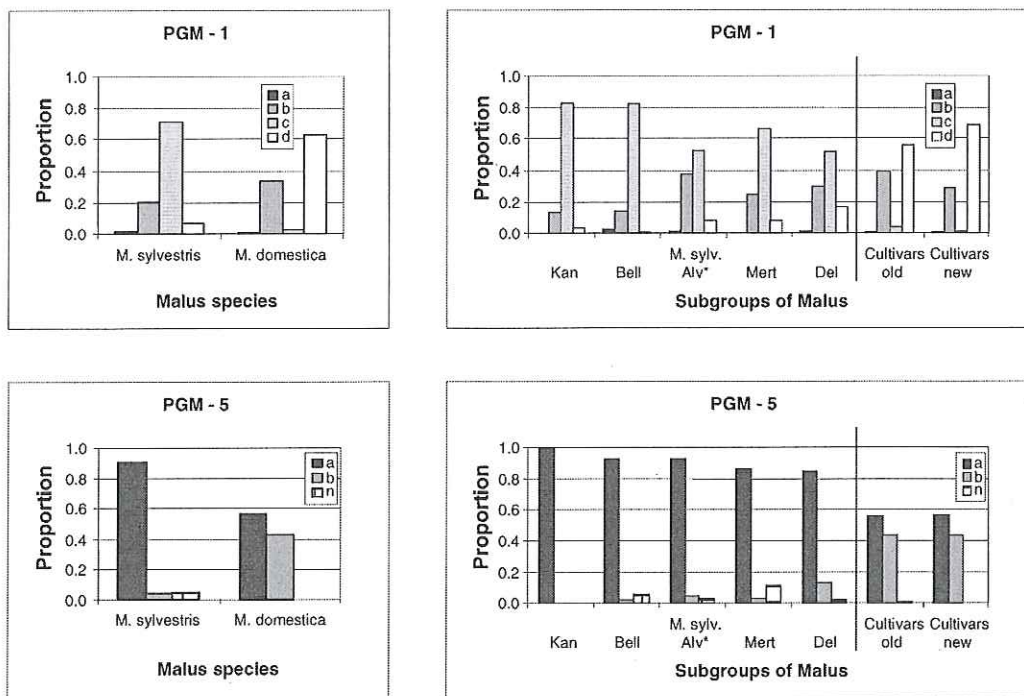 PGM - 1
Proportion
1.0
0.8
0.6
0.4
0.2
0.0
a
b
c
d
M. sylvestris M. domestica
Malus species
PGM - 1
Proportion
1.0
0.8
0.6
0.4
0.2
0.0
a
b
c
d
Kan Bell M. sylv. Alv* Mert Del Cultivars old Cultivars new
Subgroups of Malus
PGM - 5
Proportion
1.0
0.8
0.6
0.4
0.2
0.0
a
b
n
M. sylvestris M. domestica
Malus species
PGM - 5
Proportion
1.0
0.8
0.6
0.4
0.2
0.0
a
b
n
Kan Bell M. sylv. Alv* Mert Del Cultivars old Cultivars new
Subgroups of Malus